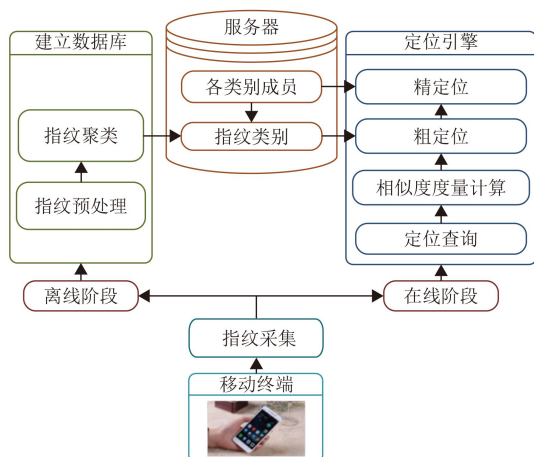 服务器
建立数据库
定位引擎
各类别成员
精定位
指纹聚类
指纹类别
粗定位
指纹预处理
相似度度量计算
定位查询
离线阶段
在线阶段
指纹采集
移动终端